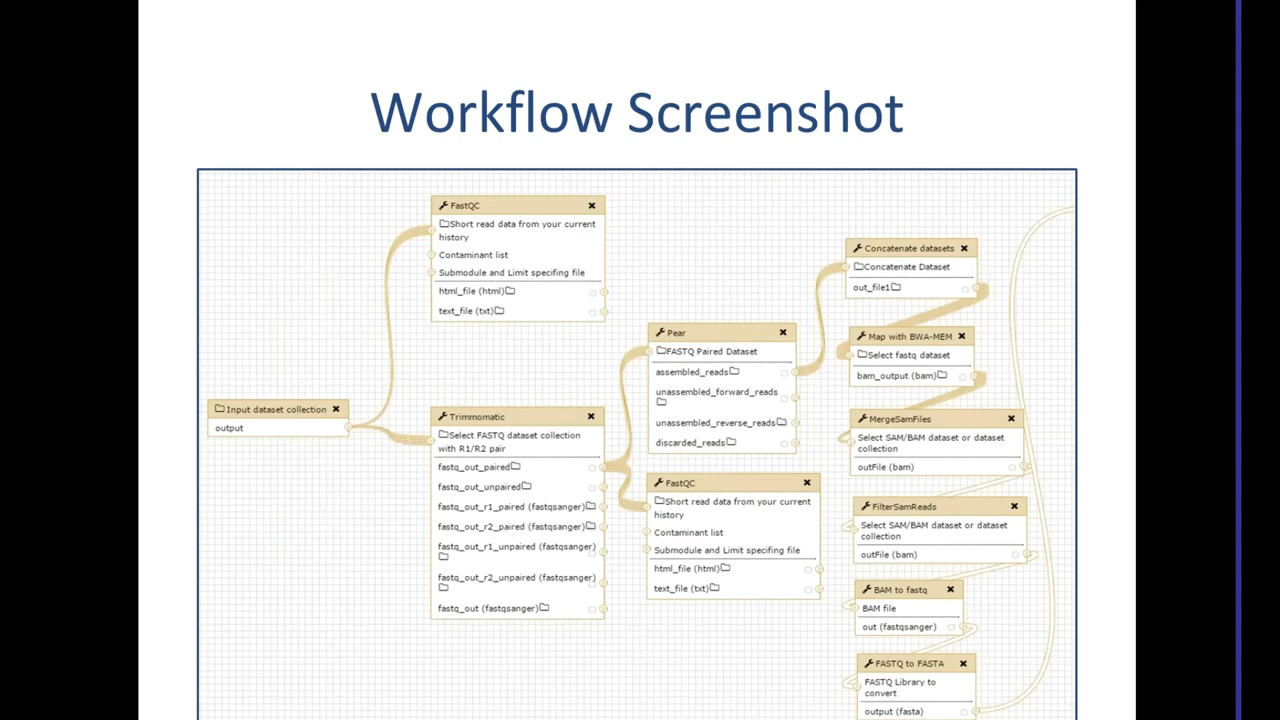 Workflow Screenshot
FastQC
Short read data from your current
history
Contaminant list
Submodule and Limit specifing file
html_file (html)
text_file (txt)
Input dataset collection
output
Trimmomatic
Select FASTQ dataset collection
with R1/R2 pair
fastq_out_paired
fastq_out_unpaired
fastq_out_r1_paired (fastqsanger)
fastq_out_r2_paired (fastqsanger)
fastq_out_r1_unpaired (fastqsanger)
fastq_out_r2_unpaired (fastqsanger)
fastq_out (fastqsanger)
Pear
FASTQ Paired Dataset
assembled_reads
unassembled_forward_reads
unassembled_reverse_reads
discarded_reads
FastQC
Short read data from your current
history
Contaminant list
Submodule and Limit specifing file
html_file (html)
text_file (txt)
Concatenate datasets
Concatenate Dataset
out_file1
Map with BWA-MEM
Select fastq dataset
bam_output (bam)
MergeSamFiles
Select SAM/BAM dataset or dataset
collection
outFile (bam)
FilterSamReads
Select SAM/BAM dataset or dataset
collection
outFile (bam)
BAM to fastq
BAM file
out (fastqsanger)
FASTQ to FASTA
FASTQ Library to
convert
output (fasta)